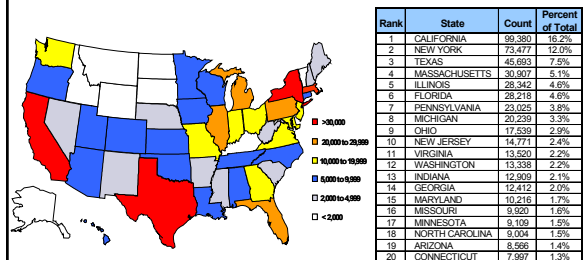 >30,000
20,000 to 29,999
10,000 to 19,999
5,000 to 9,999
2,000 to 4,999
< 2,000
Rank State Count Percent of Total
1 CALIFORNIA 99,380 16.2%
2 NEW YORK 73,477 12.0%
3 TEXAS 45,693 7.5%
4 MASSACHUSETTS 30,907 5.1%
5 ILLINOIS 28,342 4.6%
6 FLORIDA 28,218 4.6%
7 PENNSYLVANIA 23,025 3.8%
8 MICHIGAN 20,239 3.3%
9 OHIO 17,539 2.9%
10 NEW JERSEY 14,771 2.4%
11 VIRGINIA 13,520 2.2%
12 WASHINGTON 13,338 2.2%
13 INDIANA 12,909 2.1%
14 GEORGIA 12,412 2.0%
15 MARYLAND 10,216 1.7%
16 MISSOURI 9,920 1.6%
17 MINNESOTA 9,109 1.5%
18 NORTH CAROLINA 9,004 1.5%
19 ARIZONA 8,566 1.4%
20 CONNECTICUT 7,997 1.3%